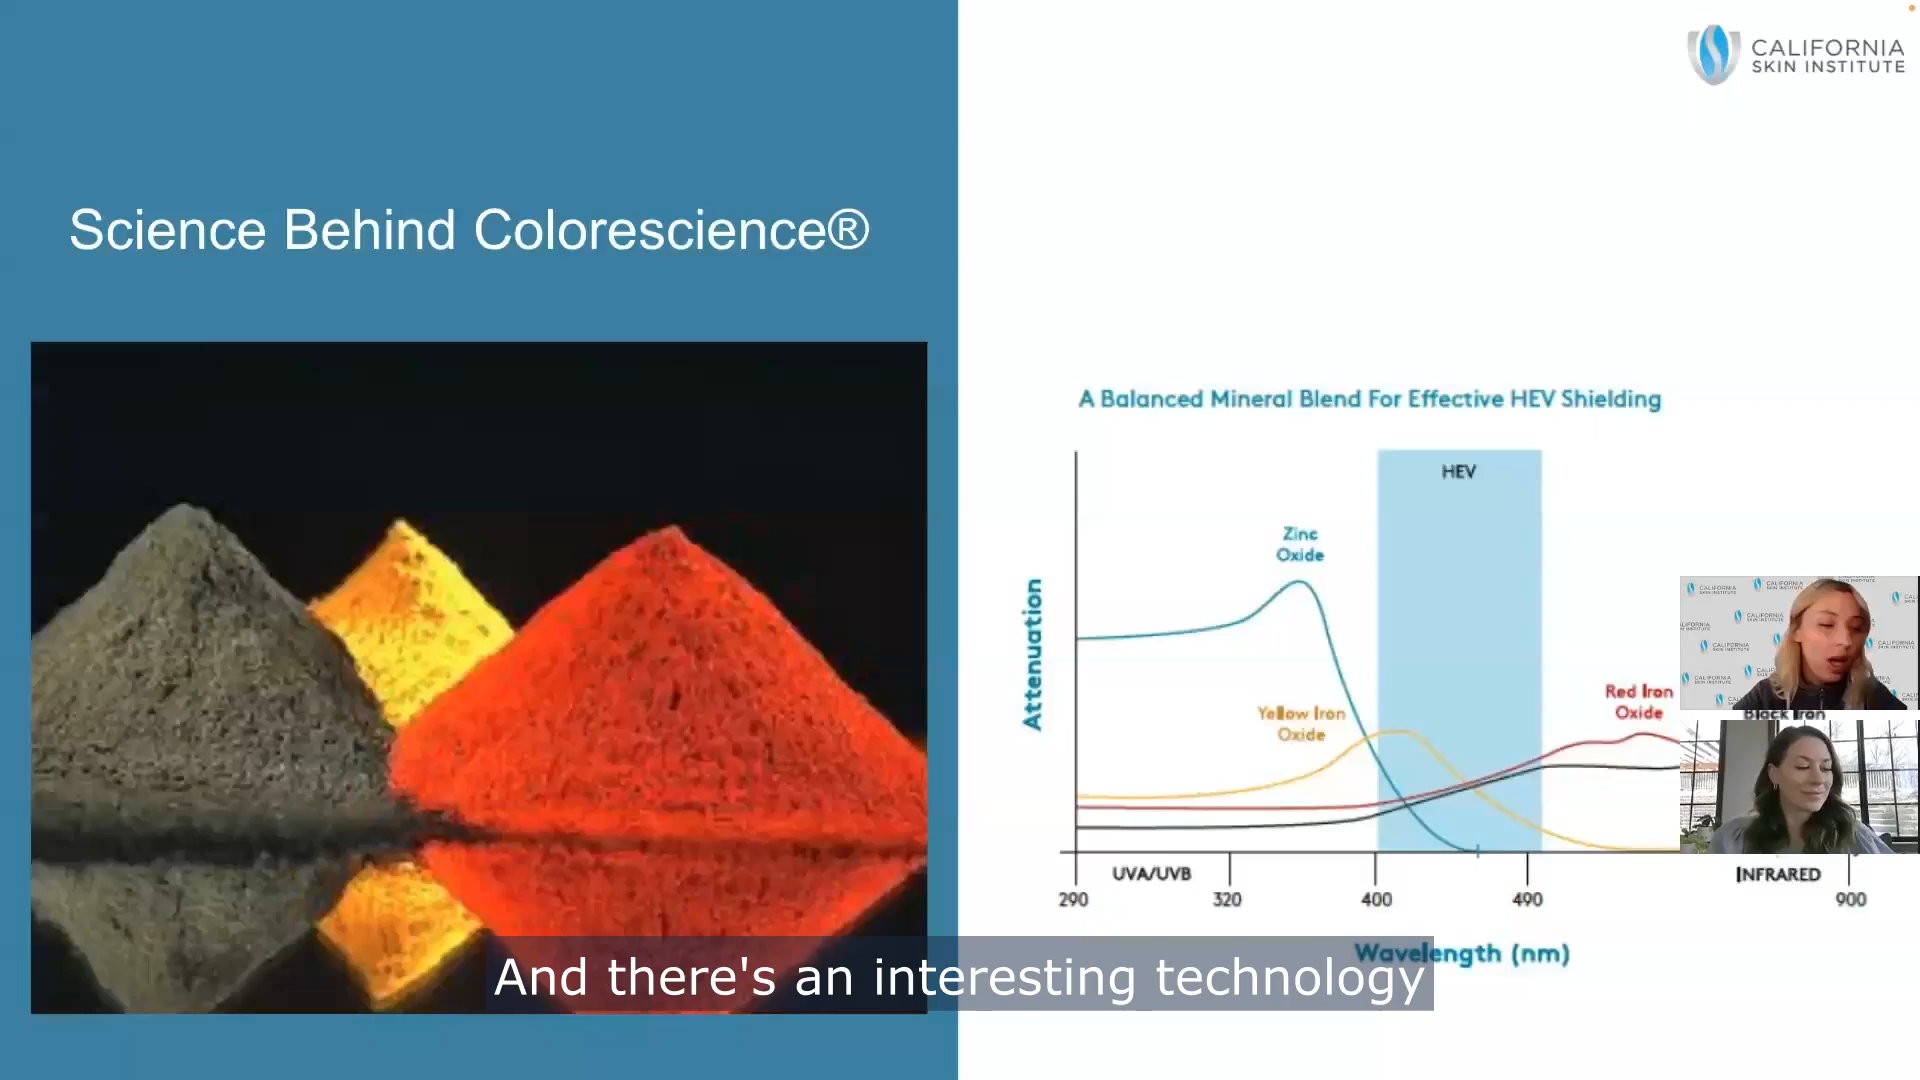 CALIFORNIA
SKIN INSTITUTE
Science Behind Colorescience®
A Balanced Mineral Blend For Effective HEV Shielding
HEV
Zinc
Oxide
Attenuation
Yellow Iron
Oxide
Red Iron
Oxide
Black Iron
UVA/UVB
INFRARED
290
320
400
490
900
Wavelength (nm)
And there's an interesting technology